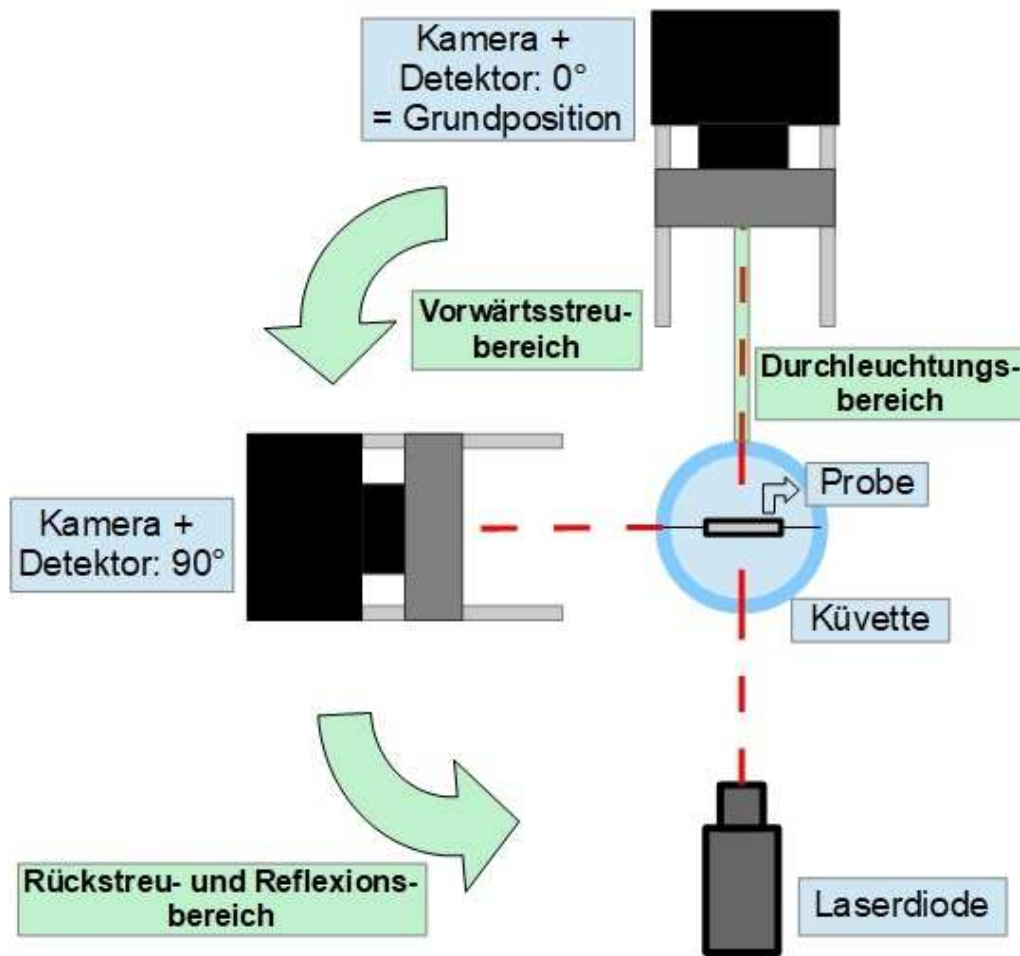 Kamera +
Detektor: 0°
= Grundposition
Vorwärtsstreu-
bereich
Durchleuchtungs-
bereich
Probe
Kamera +
Detektor: 90°
Küvette
Rückstreu- und Reflexions-
bereich
Laserdiode